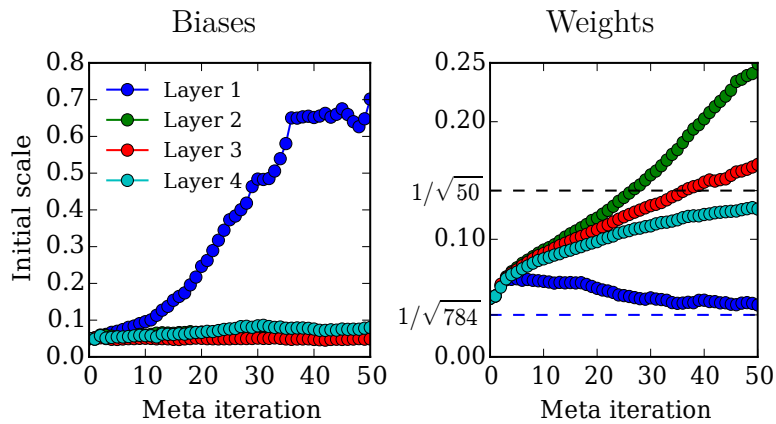 Biases
Weights
Initial scale
0.8
0.7
0.6
0.5
0.4
0.3
0.2
0.1
0.0
Layer 1
Layer 2
Layer 3
Layer 4
0 10 20 30 40 50
Meta iteration
0.25
0.20
1/√50
0.10
1/√784
0.00
0 10 20 30 40 50
Meta iteration